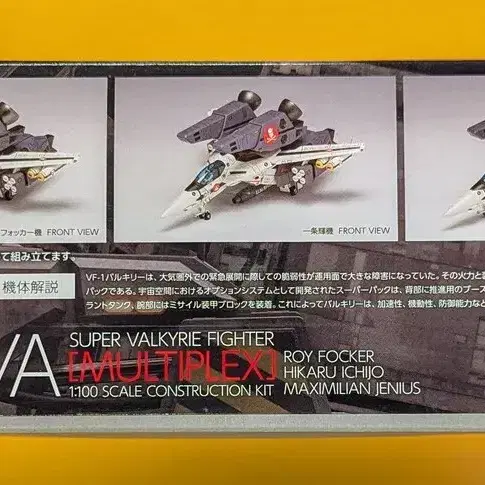 フォッカー機 FRONT VIEW
一条輝機 FRONT VIEW
て組み立てます。
機体解説
VF-1バルキリーは、大気圏外での緊急展開に際しての脆弱性が運用面で大きな障害になっていた。その火力と
パックである。宇宙空間におけるオプションシステムとして開発されたスーパーパックは、背部に推進用のブース
ラントタンク、腕部にはミサイル装甲ブロックを装着。これによってバルキリーは、加速性、機動性、防御能力な
VA
SUPER VALKYRIE FIGHTER
[MULTIPLEX]
1:100 SCALE CONSTRUCTION KIT
ROY FOCKER
HIKARU ICHIJO
MAXIMILIAN JENIUS